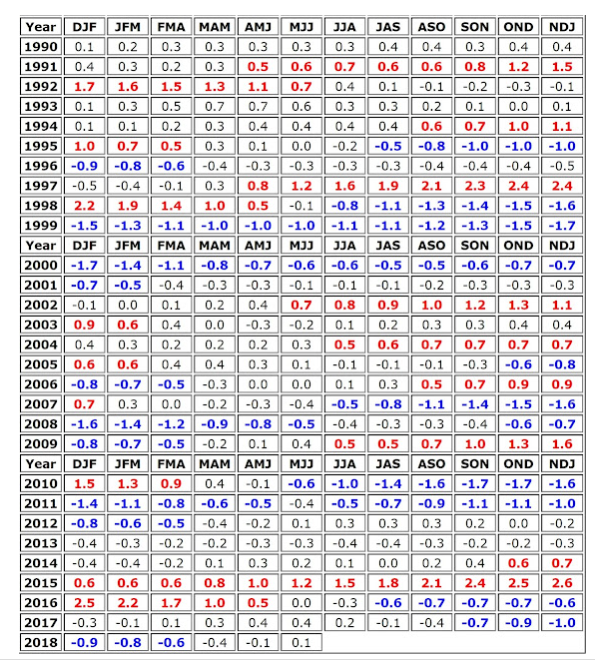 Year DJF JFM FMA MAM AMJ MJJ JJA JAS ASO SON OND NDJ
1990 0.1 0.2 0.3 0.3 0.3 0.3 0.3 0.4 0.4 0.3 0.4 0.4
1991 0.4 0.3 0.2 0.3 0.5 0.6 0.7 0.6 0.6 0.8 1.2 1.5
1992 1.7 1.6 1.5 1.3 1.1 0.7 0.4 0.1 -0.1 -0.2 -0.3 -0.1
1993 0.1 0.3 0.5 0.7 0.7 0.6 0.3 0.3 0.2 0.1 0.0 0.1
1994 0.1 0.1 0.2 0.3 0.4 0.4 0.4 0.4 0.6 0.7 1.0 1.1
1995 1.0 0.7 0.5 0.3 0.1 0.0 -0.2 -0.5 -0.8 -1.0 -1.0 -1.0
1996 -0.9 -0.8 -0.6 -0.4 -0.3 -0.3 -0.3 -0.3 -0.4 -0.4 -0.4 -0.5
1997 -0.5 -0.4 -0.1 0.3 0.8 1.2 1.6 1.9 2.1 2.3 2.4 2.4
1998 2.2 1.9 1.4 1.0 0.5 -0.1 -0.8 -1.1 -1.3 -1.4 -1.5 -1.6
1999 -1.5 -1.3 -1.1 -1.0 -1.0 -1.0 -1.1 -1.1 -1.2 -1.3 -1.5 -1.7
Year DJF JFM FMA MAM AMJ MJJ JJA JAS ASO SON OND NDJ
2000 -1.7 -1.4 -1.1 -0.8 -0.7 -0.6 -0.6 -0.5 -0.5 -0.6 -0.7 -0.7
2001 -0.7 -0.5 -0.4 -0.3 -0.3 -0.1 -0.1 -0.1 -0.2 -0.3 -0.3 -0.3
2002 -0.1 0.0 0.1 0.2 0.4 0.7 0.8 0.9 1.0 1.2 1.3 1.1
2003 0.9 0.6 0.4 0.0 -0.3 -0.2 0.1 0.2 0.3 0.3 0.4 0.4
2004 0.4 0.3 0.2 0.2 0.2 0.3 0.5 0.6 0.7 0.7 0.7 0.7
2005 0.6 0.6 0.4 0.4 0.3 0.1 -0.1 -0.1 -0.1 -0.3 -0.6 -0.8
2006 -0.8 -0.7 -0.5 -0.3 0.0 0.0 0.1 0.3 0.5 0.7 0.9 0.9
2007 0.7 0.3 0.0 -0.2 -0.3 -0.4 -0.5 -0.8 -1.1 -1.4 -1.5 -1.6
2008 -1.6 -1.4 -1.2 -0.9 -0.8 -0.5 -0.4 -0.3 -0.3 -0.4 -0.6 -0.7
2009 -0.8 -0.7 -0.5 -0.2 0.1 0.4 0.5 0.5 0.7 1.0 1.3 1.6
Year DJF JFM FMA MAM AMJ MJJ JJA JAS ASO SON OND NDJ
2010 1.5 1.3 0.9 0.4 -0.1 -0.6 -1.0 -1.4 -1.6 -1.7 -1.7 -1.6
2011 -1.4 -1.1 -0.8 -0.6 -0.5 -0.4 -0.5 -0.7 -0.9 -1.1 -1.1 -1.0
2012 -0.8 -0.6 -0.5 -0.4 -0.2 0.1 0.3 0.3 0.3 0.2 0.0 -0.2
2013 -0.4 -0.3 -0.2 -0.2 -0.3 -0.3 -0.4 -0.4 -0.3 -0.2 -0.2 -0.3
2014 -0.4 -0.4 -0.2 0.1 0.3 0.2 0.1 0.0 0.2 0.4 0.6 0.7
2015 0.6 0.6 0.6 0.8 1.0 1.2 1.5 1.8 2.1 2.4 2.5 2.6
2016 2.5 2.2 1.7 1.0 0.5 0.0 -0.3 -0.6 -0.7 -0.7 -0.7 -0.6
2017 -0.3 -0.1 0.1 0.3 0.4 0.4 0.2 -0.1 -0.4 -0.7 -0.9 -1.0
2018 -0.9 -0.8 -0.6 -0.4 -0.1 0.1